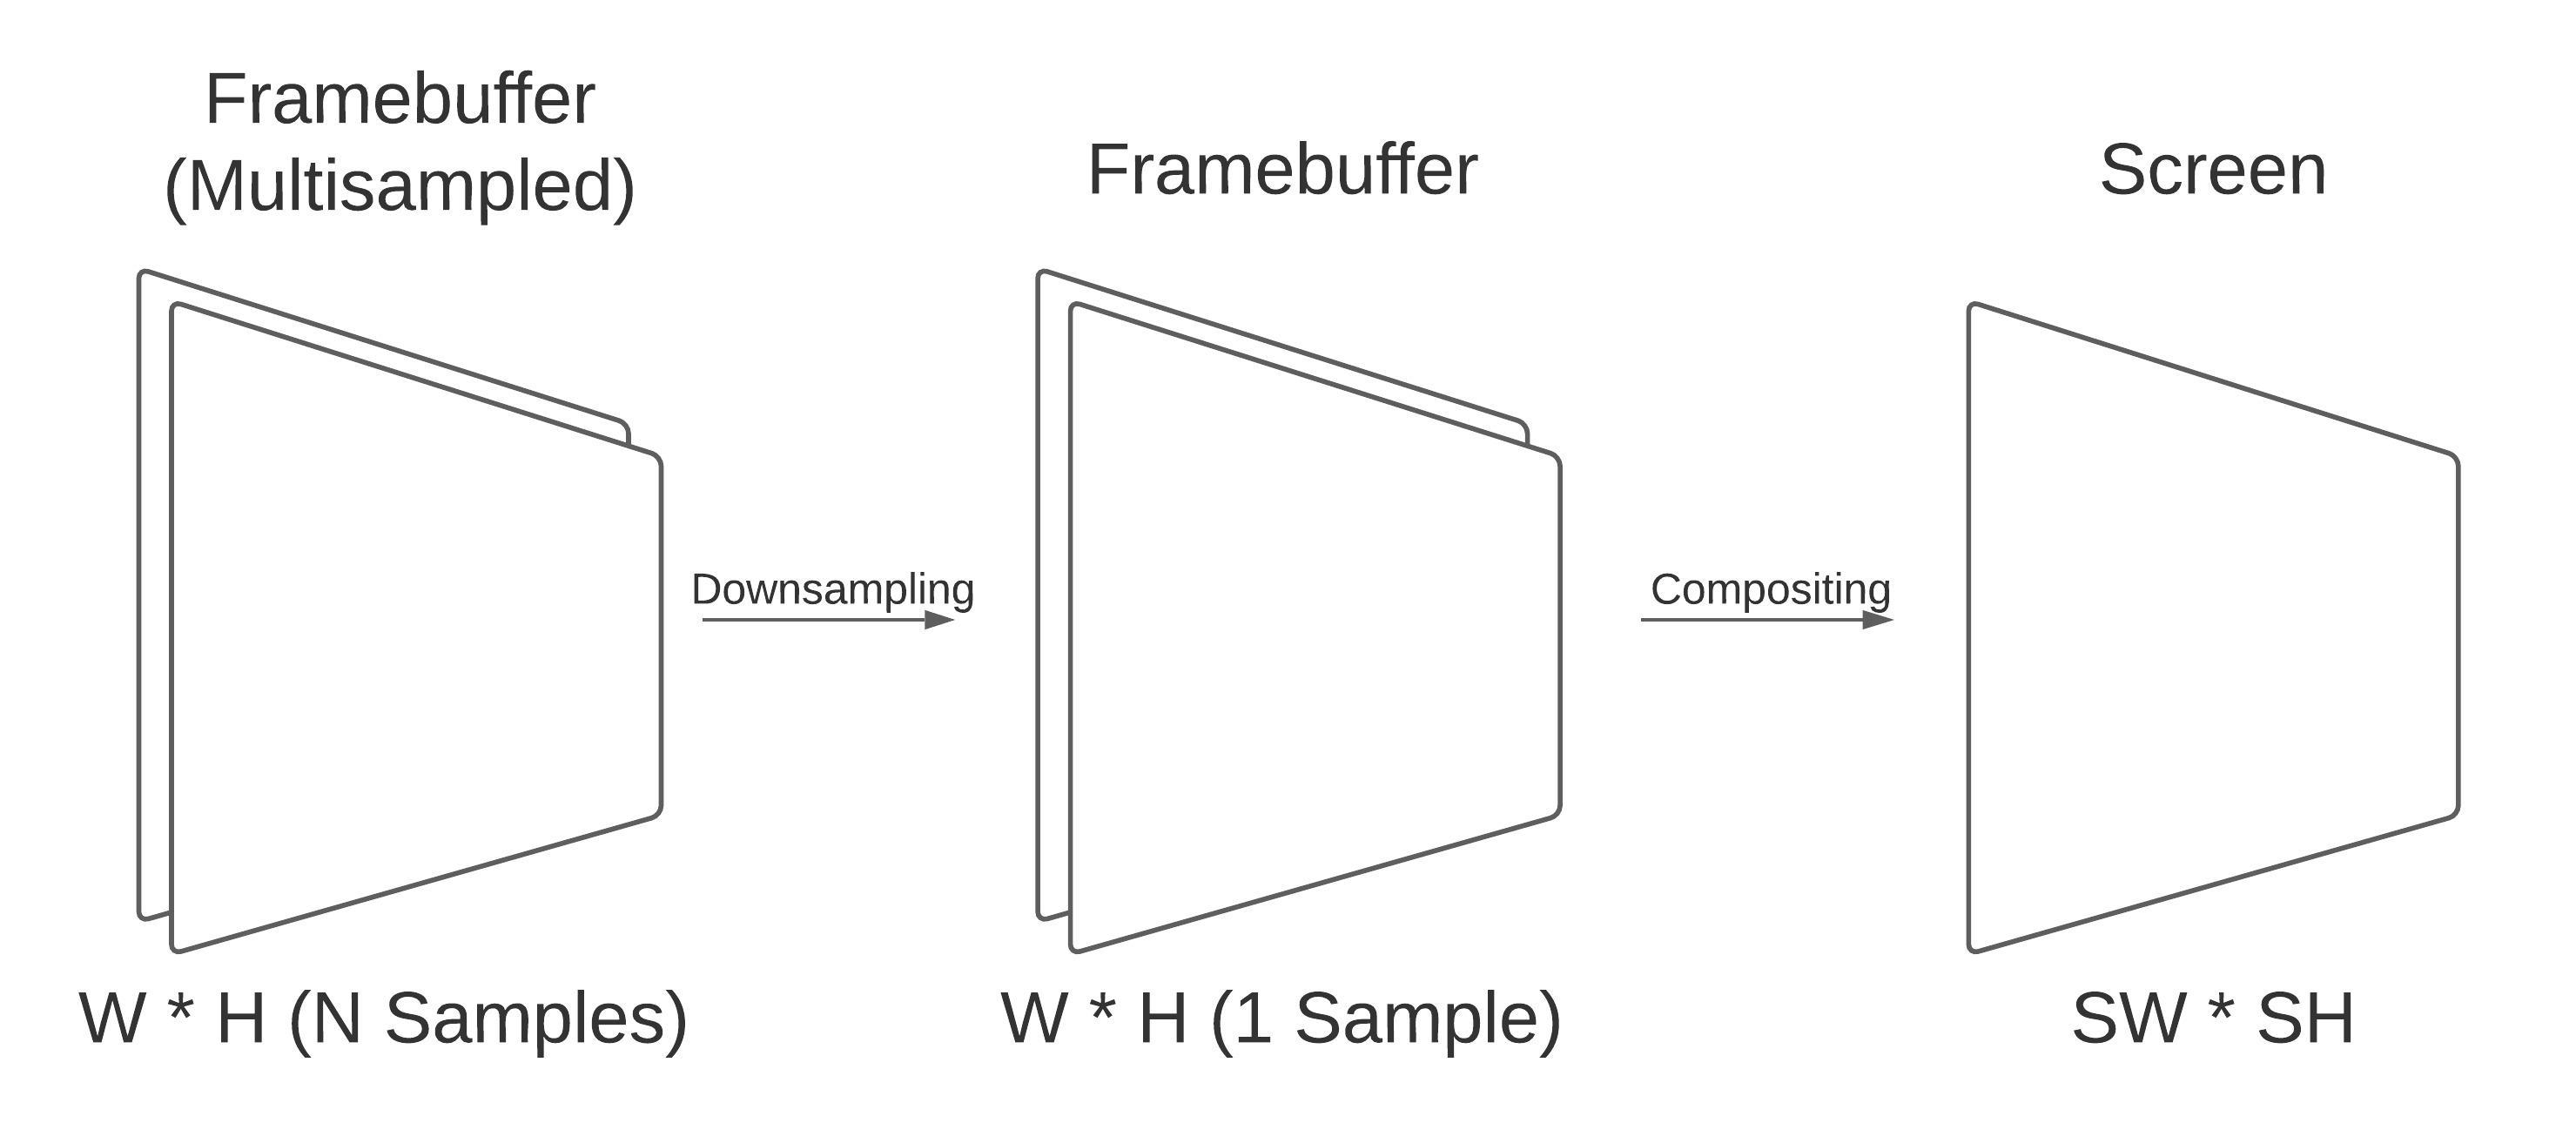 Framebuffer
(Multisampled)
Framebuffer
Screen
Downsampling
Compositing
W * H (N Samples)
W * H (1 Sample)
SW * SH